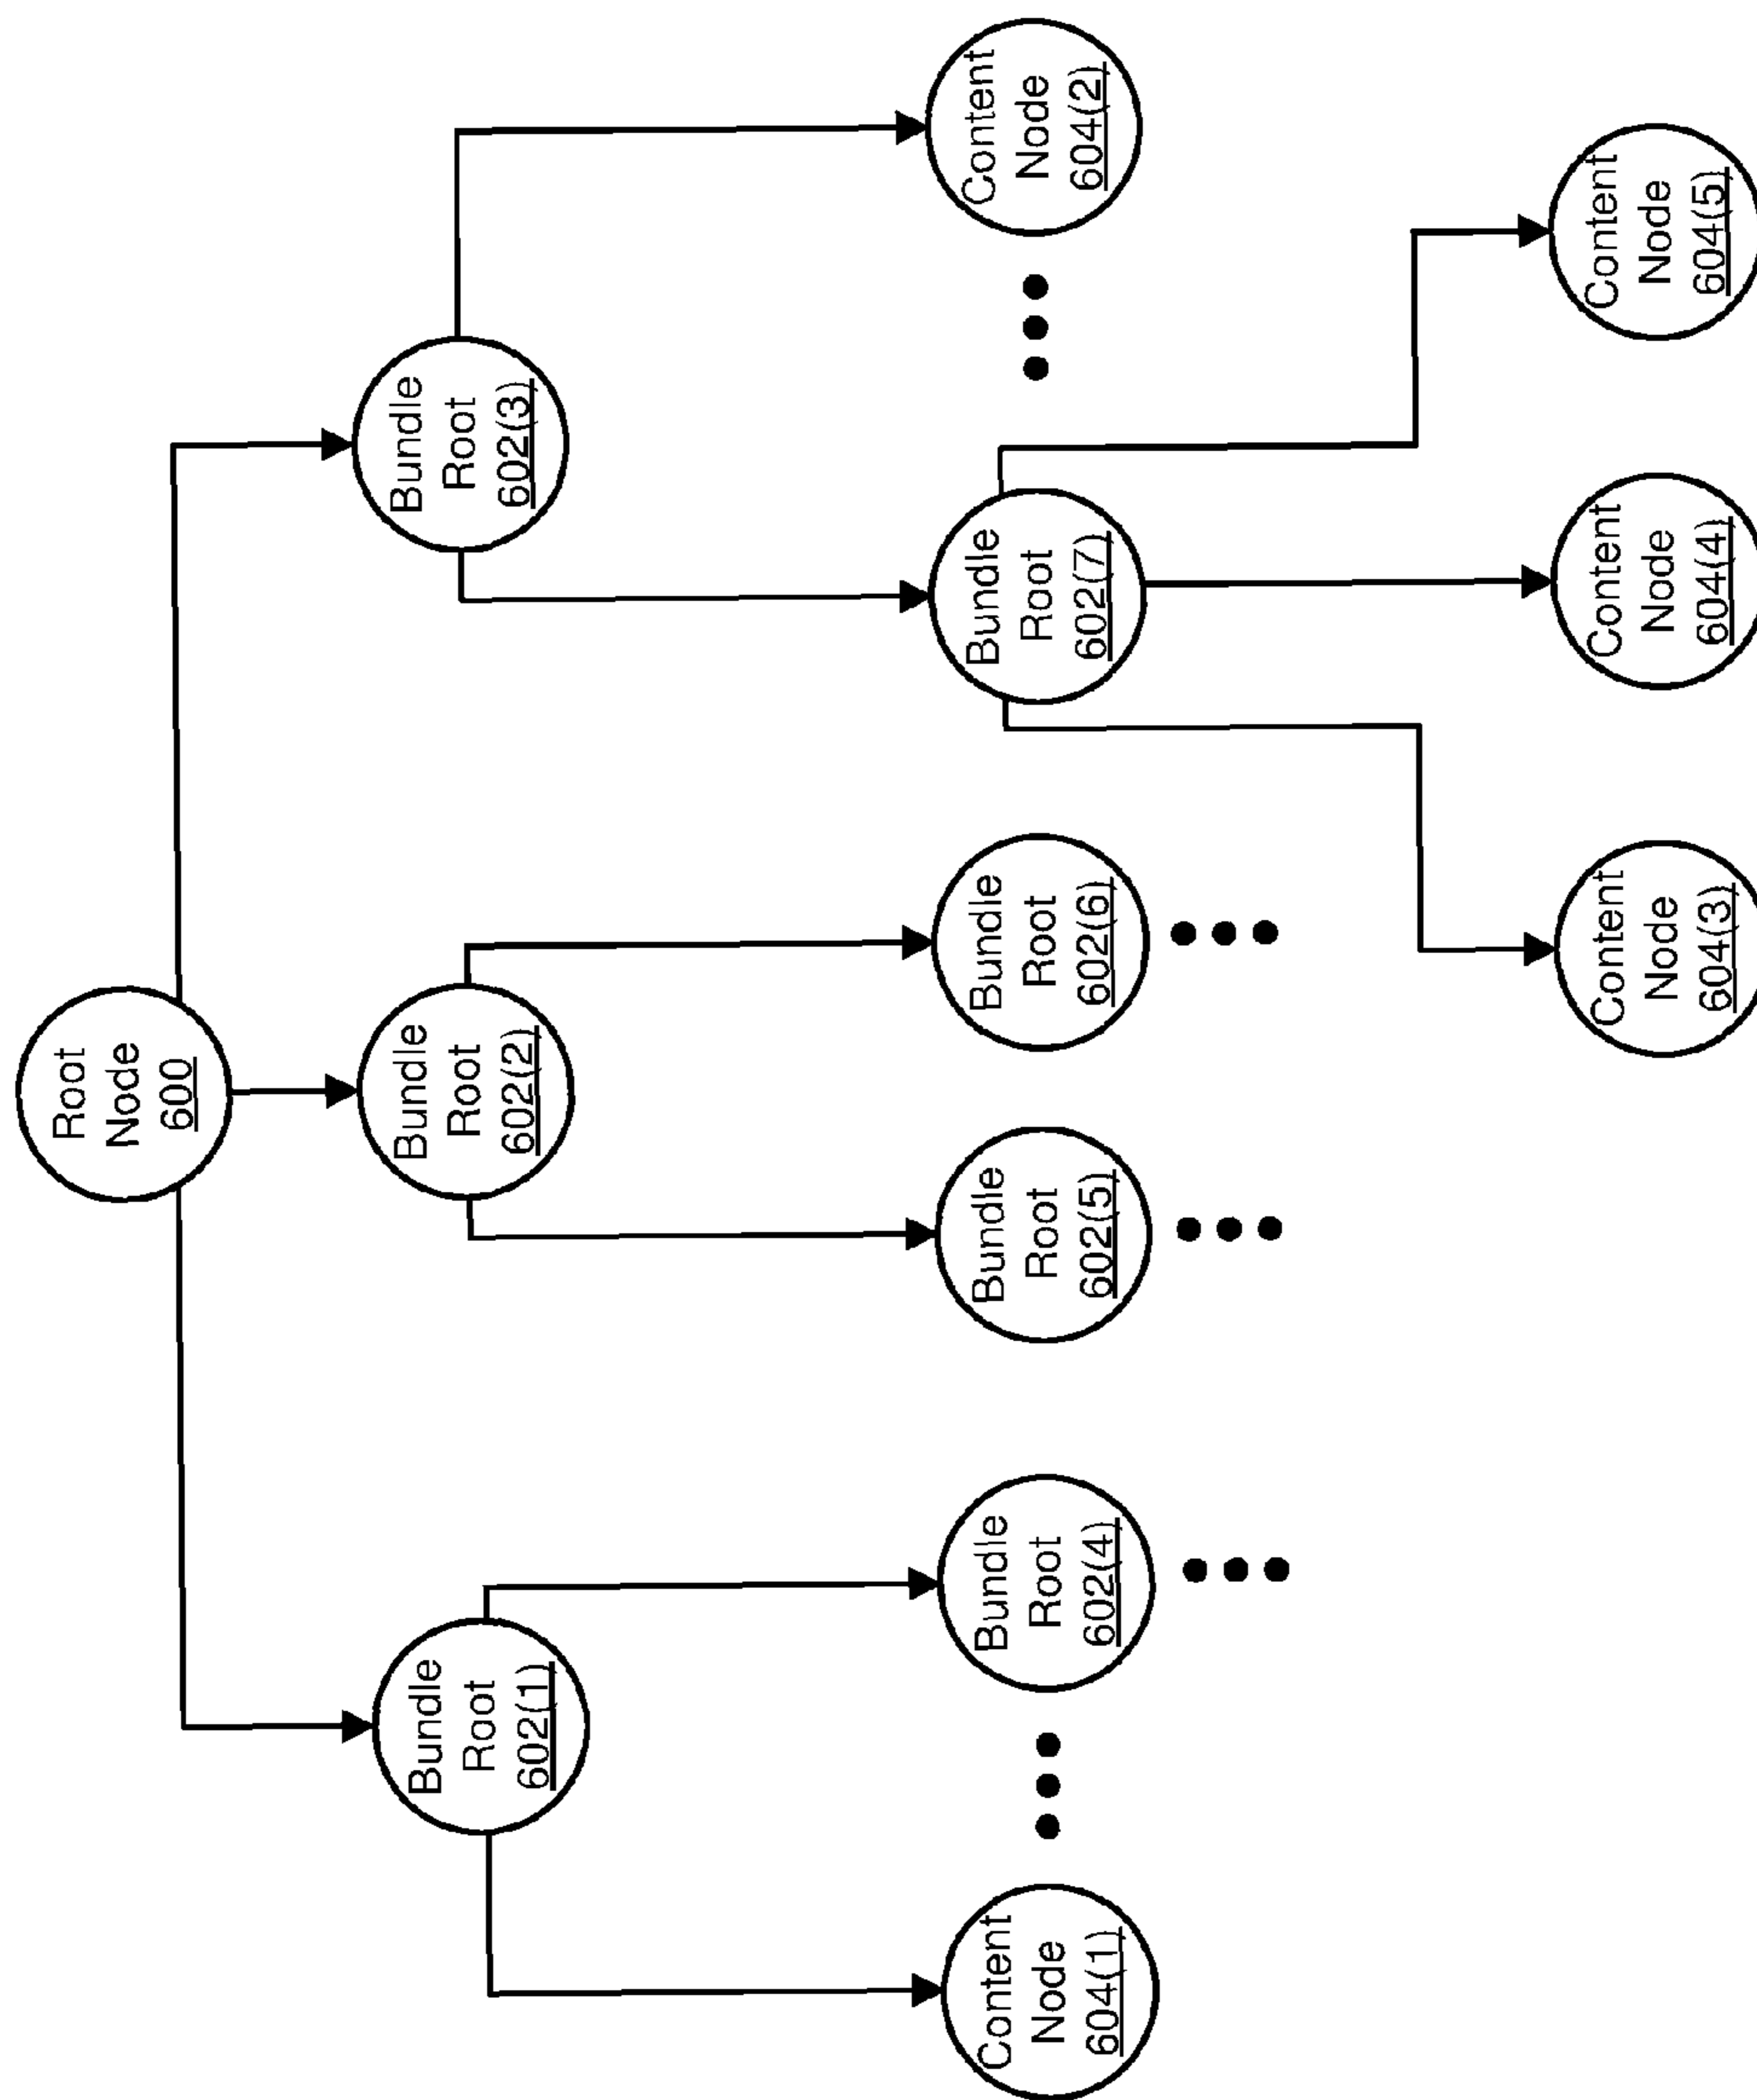 Root
Node
600
Bundle
Root
602(1)
Bundle
Root
602(2)
Bundle
Root
602(3)
Content
Node
604(1)
Bundle
Root
602(4)
Bundle
Root
602(5)
Bundle
Root
602(6)
Bundle
Root
602(7)
Content
Node
604(2)
Content
Node
604(3)
Content
Node
604(4)
Content
Node
604(5)